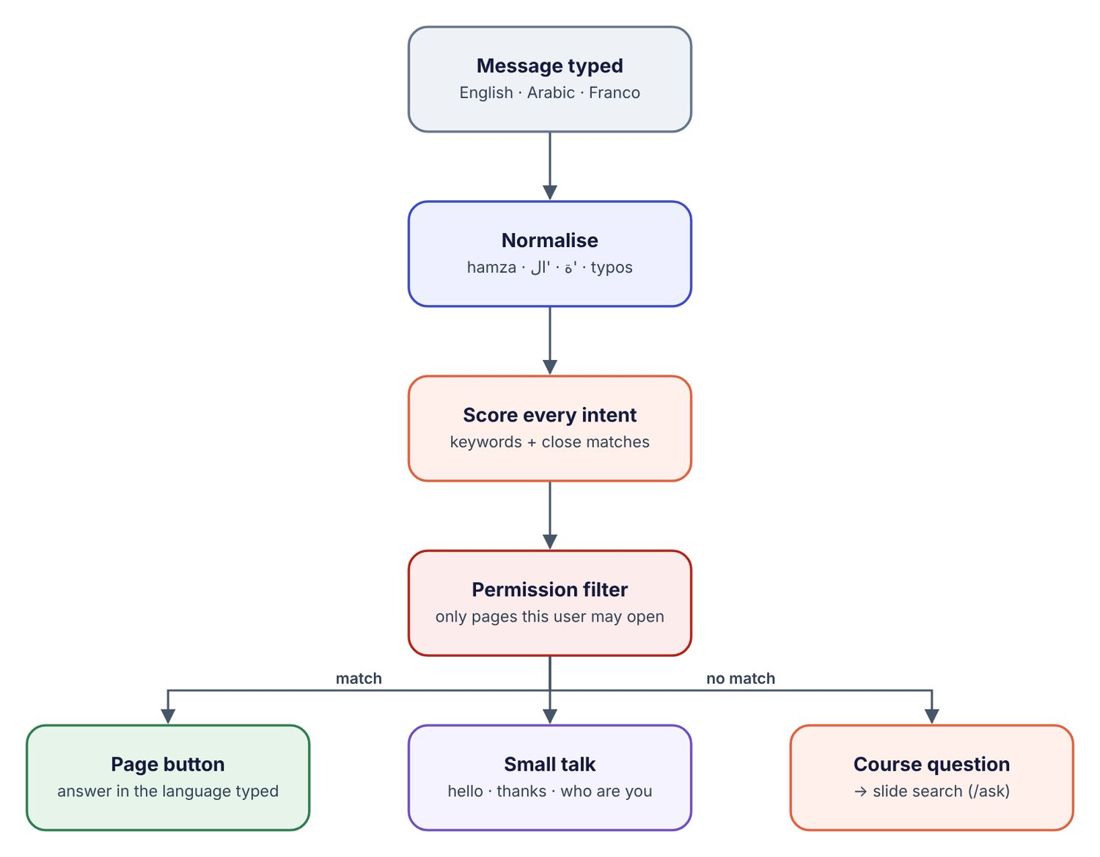 Message typed
English · Arabic · Franco
Normalise
hamza · ال' · ة' · typos
Score every intent
keywords + close matches
Permission filter
only pages this user may open
match
no match
Page button
answer in the language typed
Small talk
hello · thanks · who are you
Course question
→ slide search (/ask)